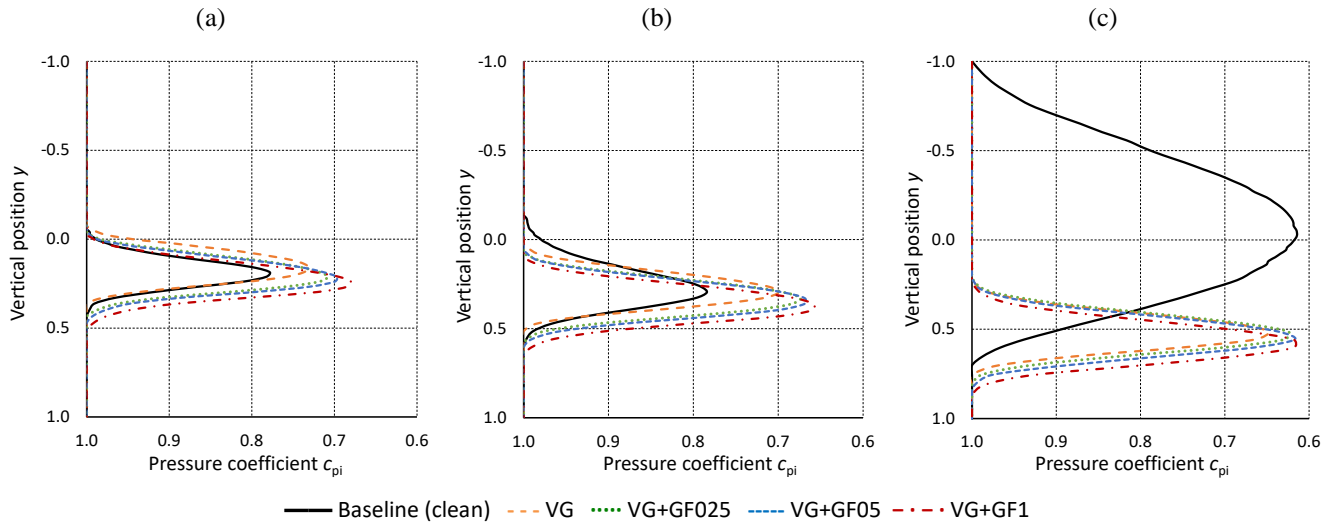 (a) (b) (c)
Vertical position y
-1.0
-0.5
0.0
0.5
1.0
1.0 0.9 0.8 0.7 0.6
Pressure coefficient cpi
Vertical position y
-1.0
-0.5
0.0
0.5
1.0
1.0 0.9 0.8 0.7 0.6
Pressure coefficient cpi
Vertical position y
-1.0
-0.5
0.0
0.5
1.0
1.0 0.9 0.8 0.7 0.6
Pressure coefficient cpi
Baseline (clean) VG VG+GF025 VG+GF05 VG+GF1